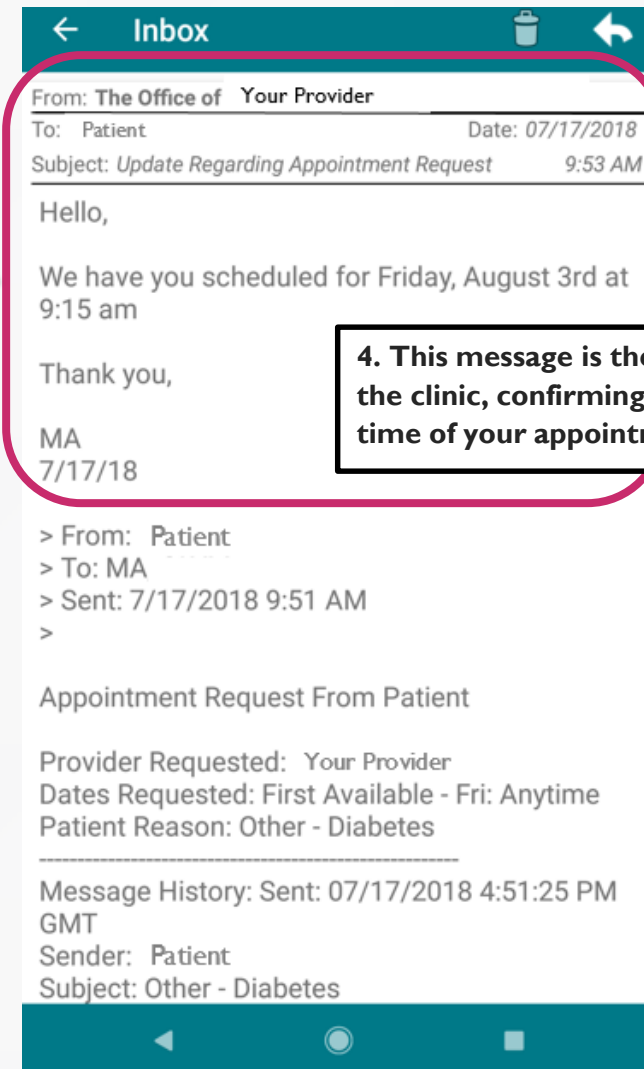 Inbox
From: The Office of Your Provider
To: Patient Date: 07/17/2018
Subject: Update Regarding Appointment Request 9:53 AM
Hello,
We have you scheduled for Friday, August 3rd at
9:15 am
Thank you,
MA
7/17/18
4. This message is the
the clinic, confirming
time of your
> From: Patient
> To: MA
> Sent: 7/17/2018 9:51 AM
>
Appointment Request From Patient
Provider Requested: Your Provider
Dates Requested: First Available - Fri: Anytime
Patient Reason: Other - Diabetes
------------------------------------------------------
Message History: Sent: 07/17/2018 4:51:25 PM
GMT
Sender: Patient
Subject: Other - Diabetes